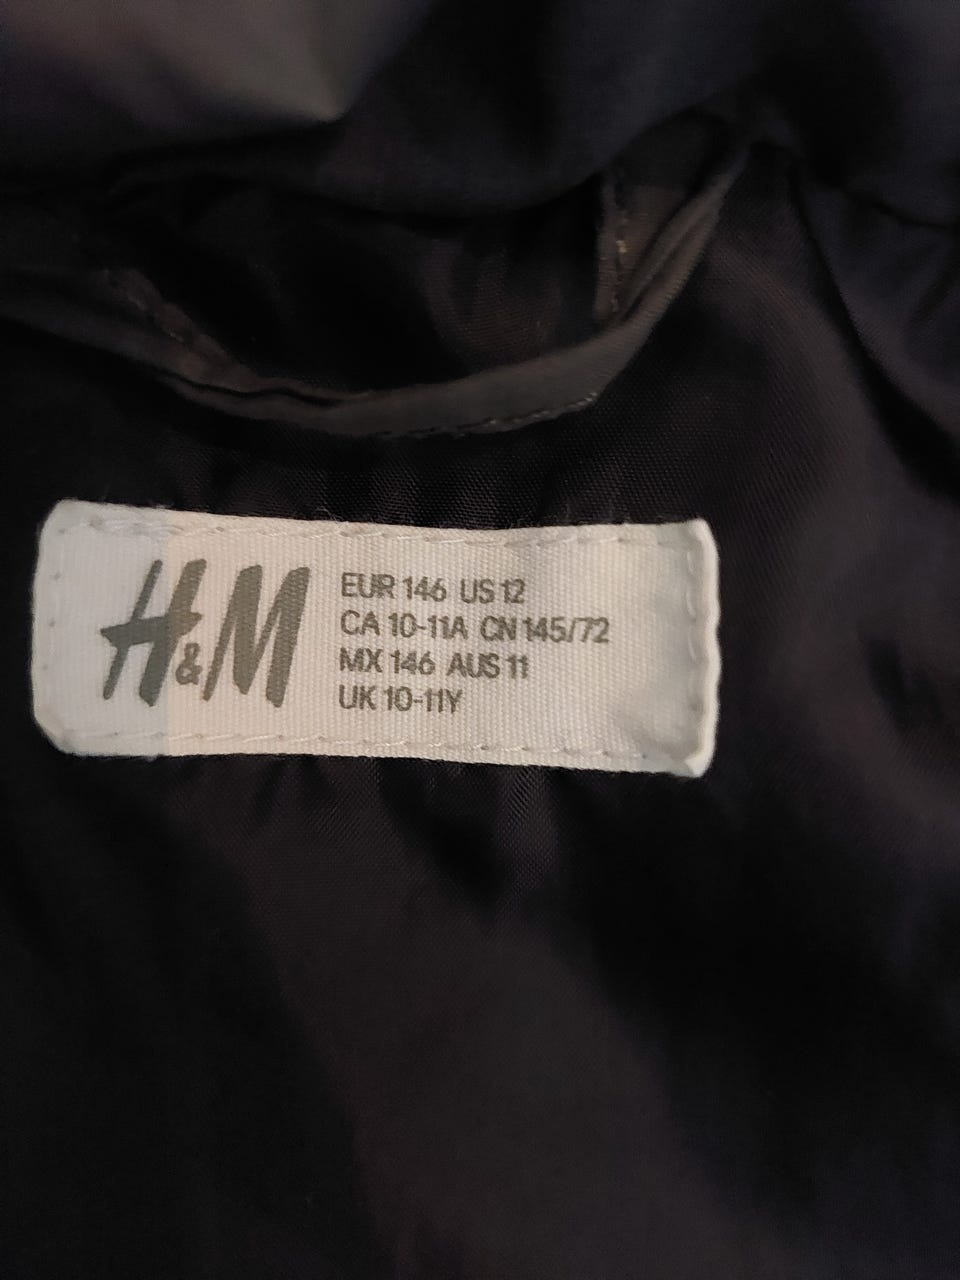 H&M
EUR 146 US 12
CA 10-11A CN 145/72
MX 146 AUS 11
UK 10-11Y